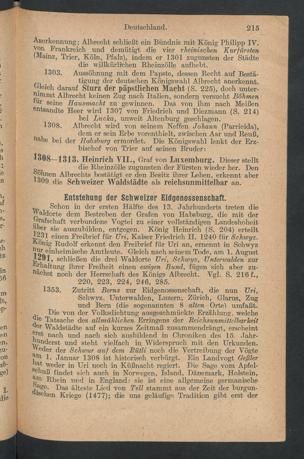 Deutschland. 215
Anerkennung; Albrecht schließt ein Bündnis mit König Philipp IV.
von Frankreich und demütigt die vier rheinischen Kurfürsten
(Mainz, Trier, Köln, Pfalz), indem er 1301 zugunsten der Städte
die willkürlichen Rheinzölle aufhebt.
1303. Aussöhnung mit dem Papste, dessen Recht auf Bestä-
tigung der deutschen Königswahl Albrecht anerkennt.
Gleich darauf Sturz der päpstlichen Macht (S. 225), doch unter-
nimmt Albrecht keinen Zug nach Italien, sondern versucht Böhmen
für seine Hausmacht zu gewinnen. Das von ihm nach Meißen
entsandte Heer wird 1307 von Friedrich und Diezmann (S. 214)
bei Lucka, unweit Altenburg geschlagen.
1308. Albrecht wird von seinem Neffen Johann (Parricida),
dem er sein Erbe vorenthält, zwischen Aar und Reuß,
nahe bei der Habsburg ermordet. Die Königswahl lenkt der Erz-
bischof von Trier auf seinen Bruder:
1308—1313. Heinrich VII., Graf von Luxemburg. Dieser stellt
die Rheinzölle zugunsten der Fürsten wieder her. Den
Söhnen Albrechts bestätigt er den Besitz ihrer Lehen, erkennt aber
1309 die Schweizer Waldstädte als reichsunmittelbar an.
Entstehung der Schweizer Eidgenossenschaft.
Schon in der ersten Hälfte des 13. Jahrhunderts treten die
Waldorte dem Bestreben der Grafen von Habsburg, die mit der
Grafschaft verbundene Vogtei zu einer vollständigen Landeshoheit
über sie auszubilden, entgegen. König Heinrich (S. 204) erteilt
1231 einen Freibrief für Uri, Kaiser Friedrich II. 1240 für Schwyz.
König Rudolf erkennt den Freibrief für Uri an, ernennt in Schwyz
nur einheimische Amtleute. Gleich nach seinem Tode, am 1. August
1291, schließen die drei Waldorte Uri, Schwyz, Unterwalden zur
Erhaltung ihrer Freiheit einen ewigen Bund, fügen sich aber zu-
nächst noch der Herrschaft des Königs Albrecht. Vgl. S. 216 f.,
220, 223, 224, 246, 285.
1353. Zutritt Berns zur Eidgenossenschaft, die nun Uri,
Schwyz, Unterwalden, Luzern, Zürich, Glarus, Zug
und Bern (die sogenannten 8 alten Orte) umfaßt.
Die von der Volksdichtung ausgeschmückte Erzählung, welche
die Tatsache des allmählichen Erringens der Reichsunmittelbarkeit
der Waldstädte auf ein kurzes Zeitmaß zusammendrängt, erscheint
erst nach und nach sich ausbildend in Chroniken des 15. Jahr-
hunderts und steht vielfach in Widerspruch mit den Urkunden.
Weder der Schwur auf dem Rütli noch die Vertreibung der Vögte
am 1. Januar 1308 ist historisch verbürgt. Ein Landvogt Geßler
hat weder in Uri noch in Küßnacht regiert. Die Sage vom Apfel-
schuß findet sich auch in Norwegen, Island, Dänemark, Holstein,
am Rhein und in England; sie ist eine allgemeine germanische
Sage. Das älteste Lied von Tell stammt aus der Zeit der burgun-
dischen Kriege (1477); die uns geläufige Tradition gibt erst der